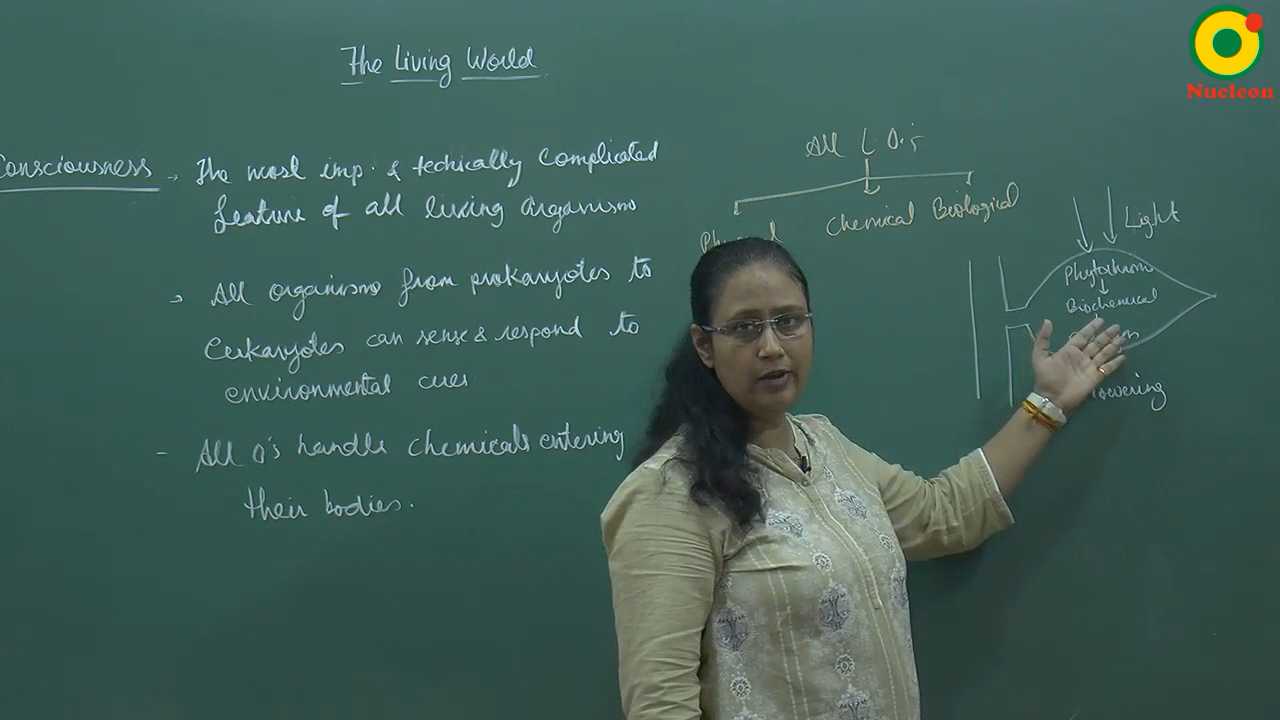 Nucleon
The Living World
Consciousness
The most imp. & techically complicated
feature of all living organisms
All organisms from prokaryotes to
Eukaryotes can sense & respond to
environmental cues
- All O's handle chemicals entering
their bodies.
All L.O.s
Chemical Biological
Light
Phytochrom
Biochemical